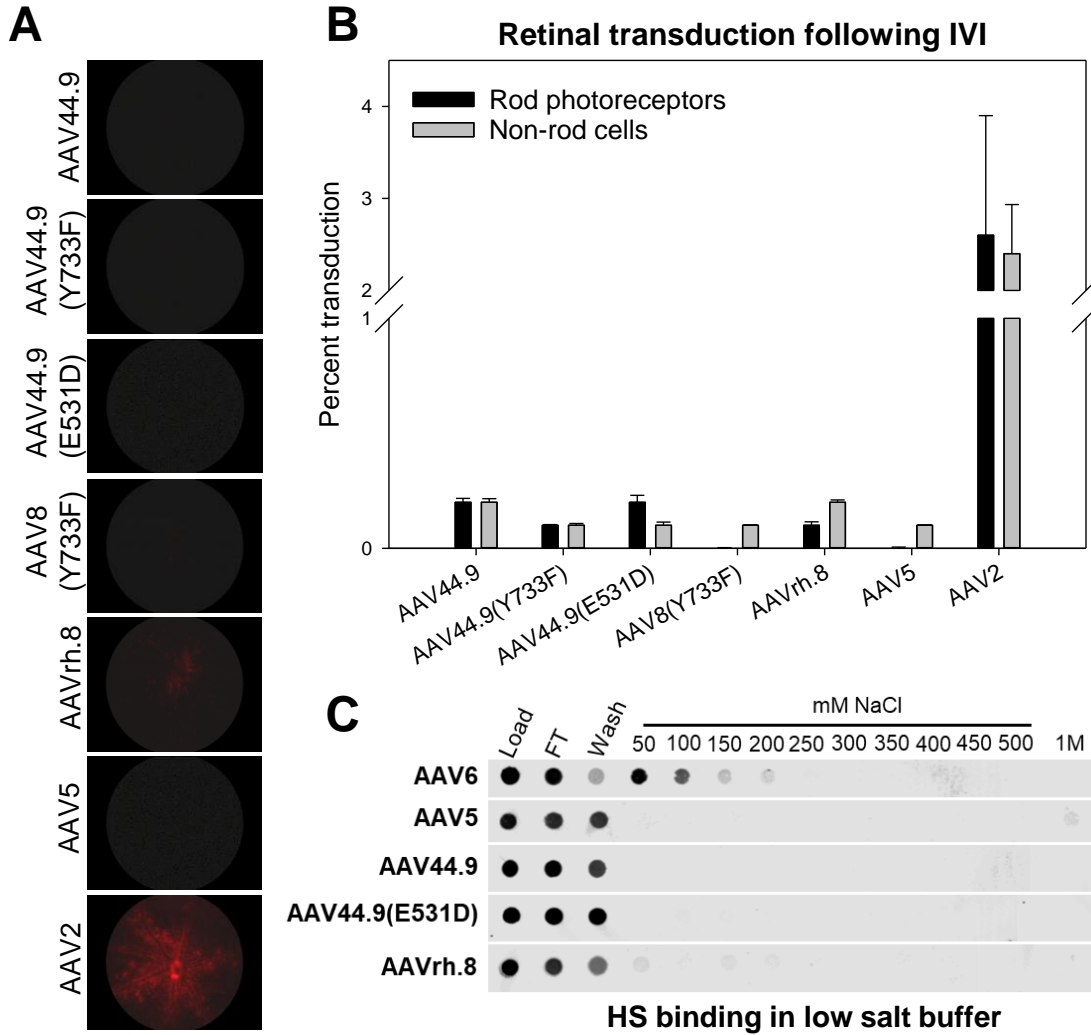 A
AAV44.9
AAV44.9
(Y733F)
AAV44.9
(E531D)
AAV8
(Y733F)
AAVrh.8
AAV5
AAV2
B
Retinal transduction following IVI
Rod photoreceptors
Non-rod cells
Percent transduction
4
3
2
1
0
AAV44.9
AAV44.9(Y733F)
AAV44.9(E531D)
AAV8(Y733F)
AAVrh.8
AAV5
AAV2
C
mM NaCl
Load FT Wash 50 100 150 200 250 300 350 400 450 500 1M
AAV6
AAV5
AAV44.9
AAV44.9(E531D)
AAVrh.8
HS binding in low salt buffer